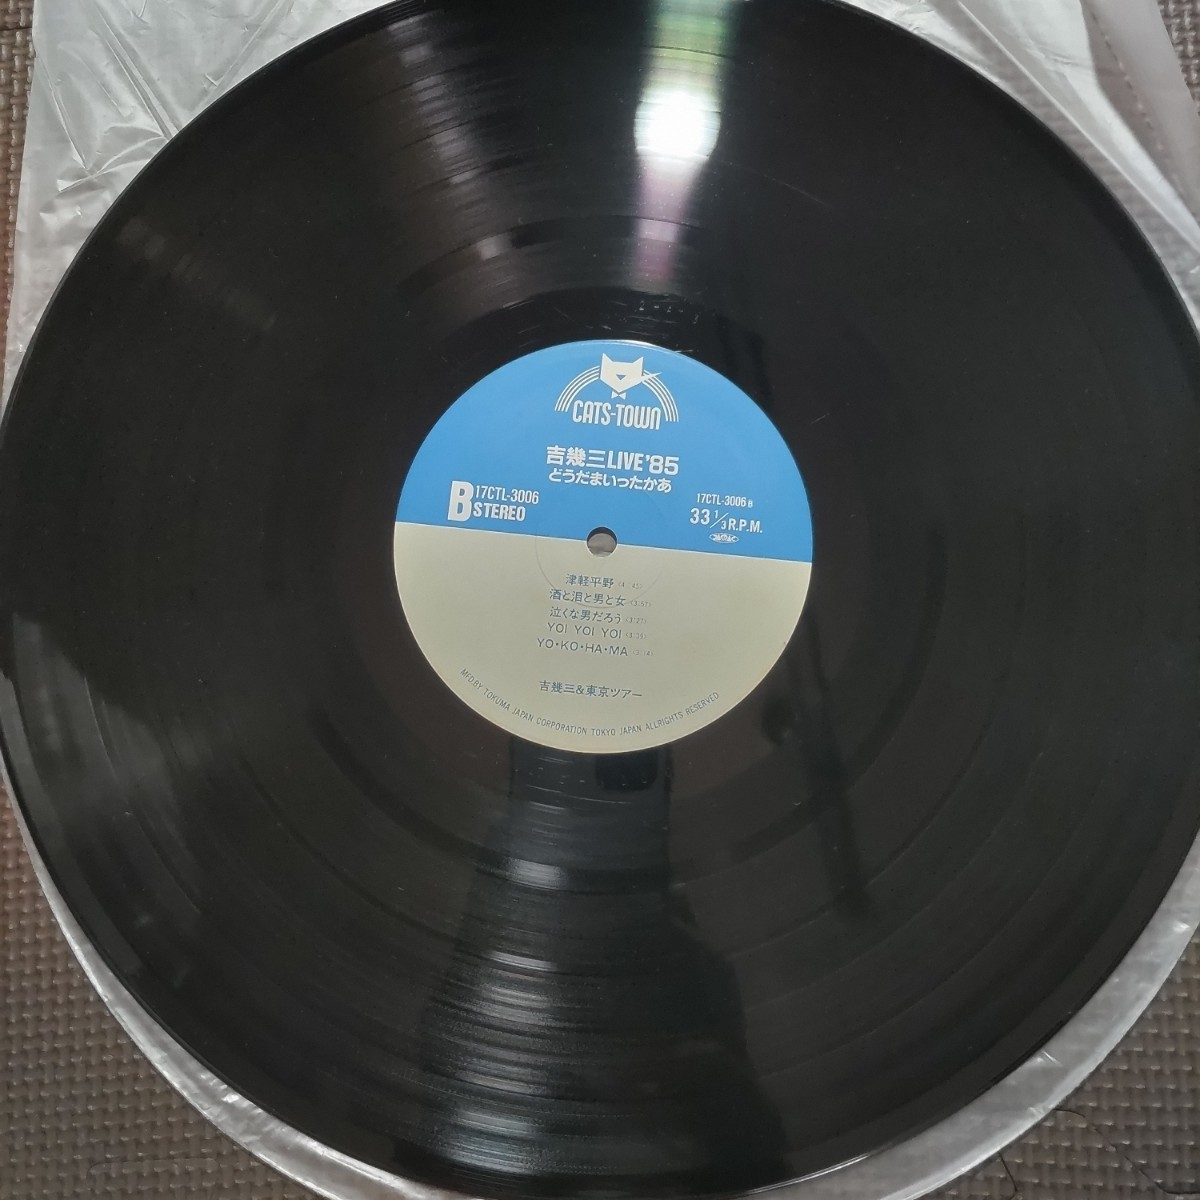 CATS-TOWN
吉幾三LIVE'85
どうだまいったかあ
B 17CTL-3006
STEREO
17CTL-3006 B
33 1/3 R.P.M.
津軽平野
酒と泪と男と女
泣くな男だろう
YOI YOI YOI
YO・KO・HA・MA
吉幾三&東京ツアー
MFD.BY TOKUMA JAPAN CORPORATION TOKYO JAPAN ALL RIGHTS RESERVED